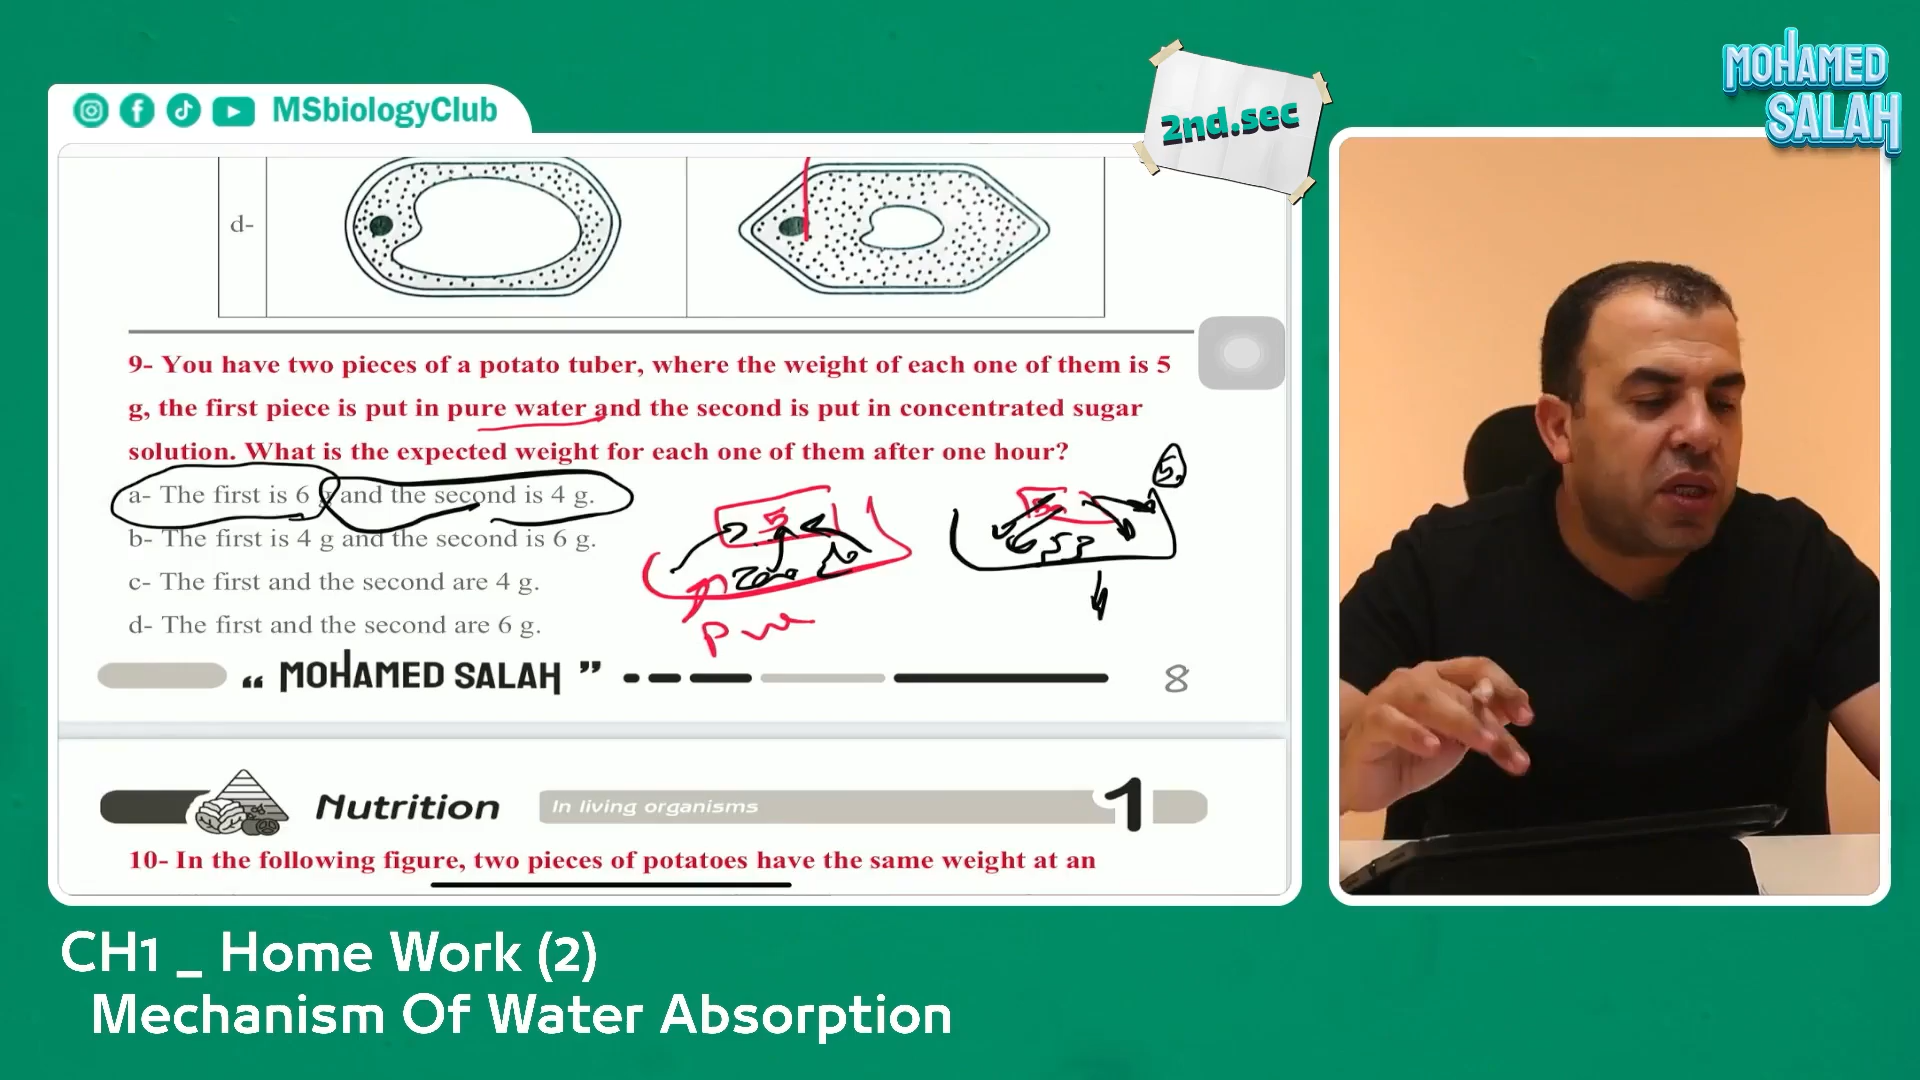 MOHAMED
SALAH
2nd.sec
MSbiologyClub
d-
9- You have two pieces of a potato tuber, where the weight of each one of them is 5
g, the first piece is put in pure water and the second is put in concentrated sugar
solution. What is the expected weight for each one of them after one hour?
a- The first is 6 g and the second is 4 g.
b- The first is 4 g and the second is 6 g.
c- The first and the second are 4 g.
d- The first and the second are 6 g.
5
5
“ MOHAMED SALAH ”
8
Nutrition
In living organisms
1
10- In the following figure, two pieces of potatoes have the same weight at an
CH1 _ Home Work (2)
Mechanism Of Water Absorption